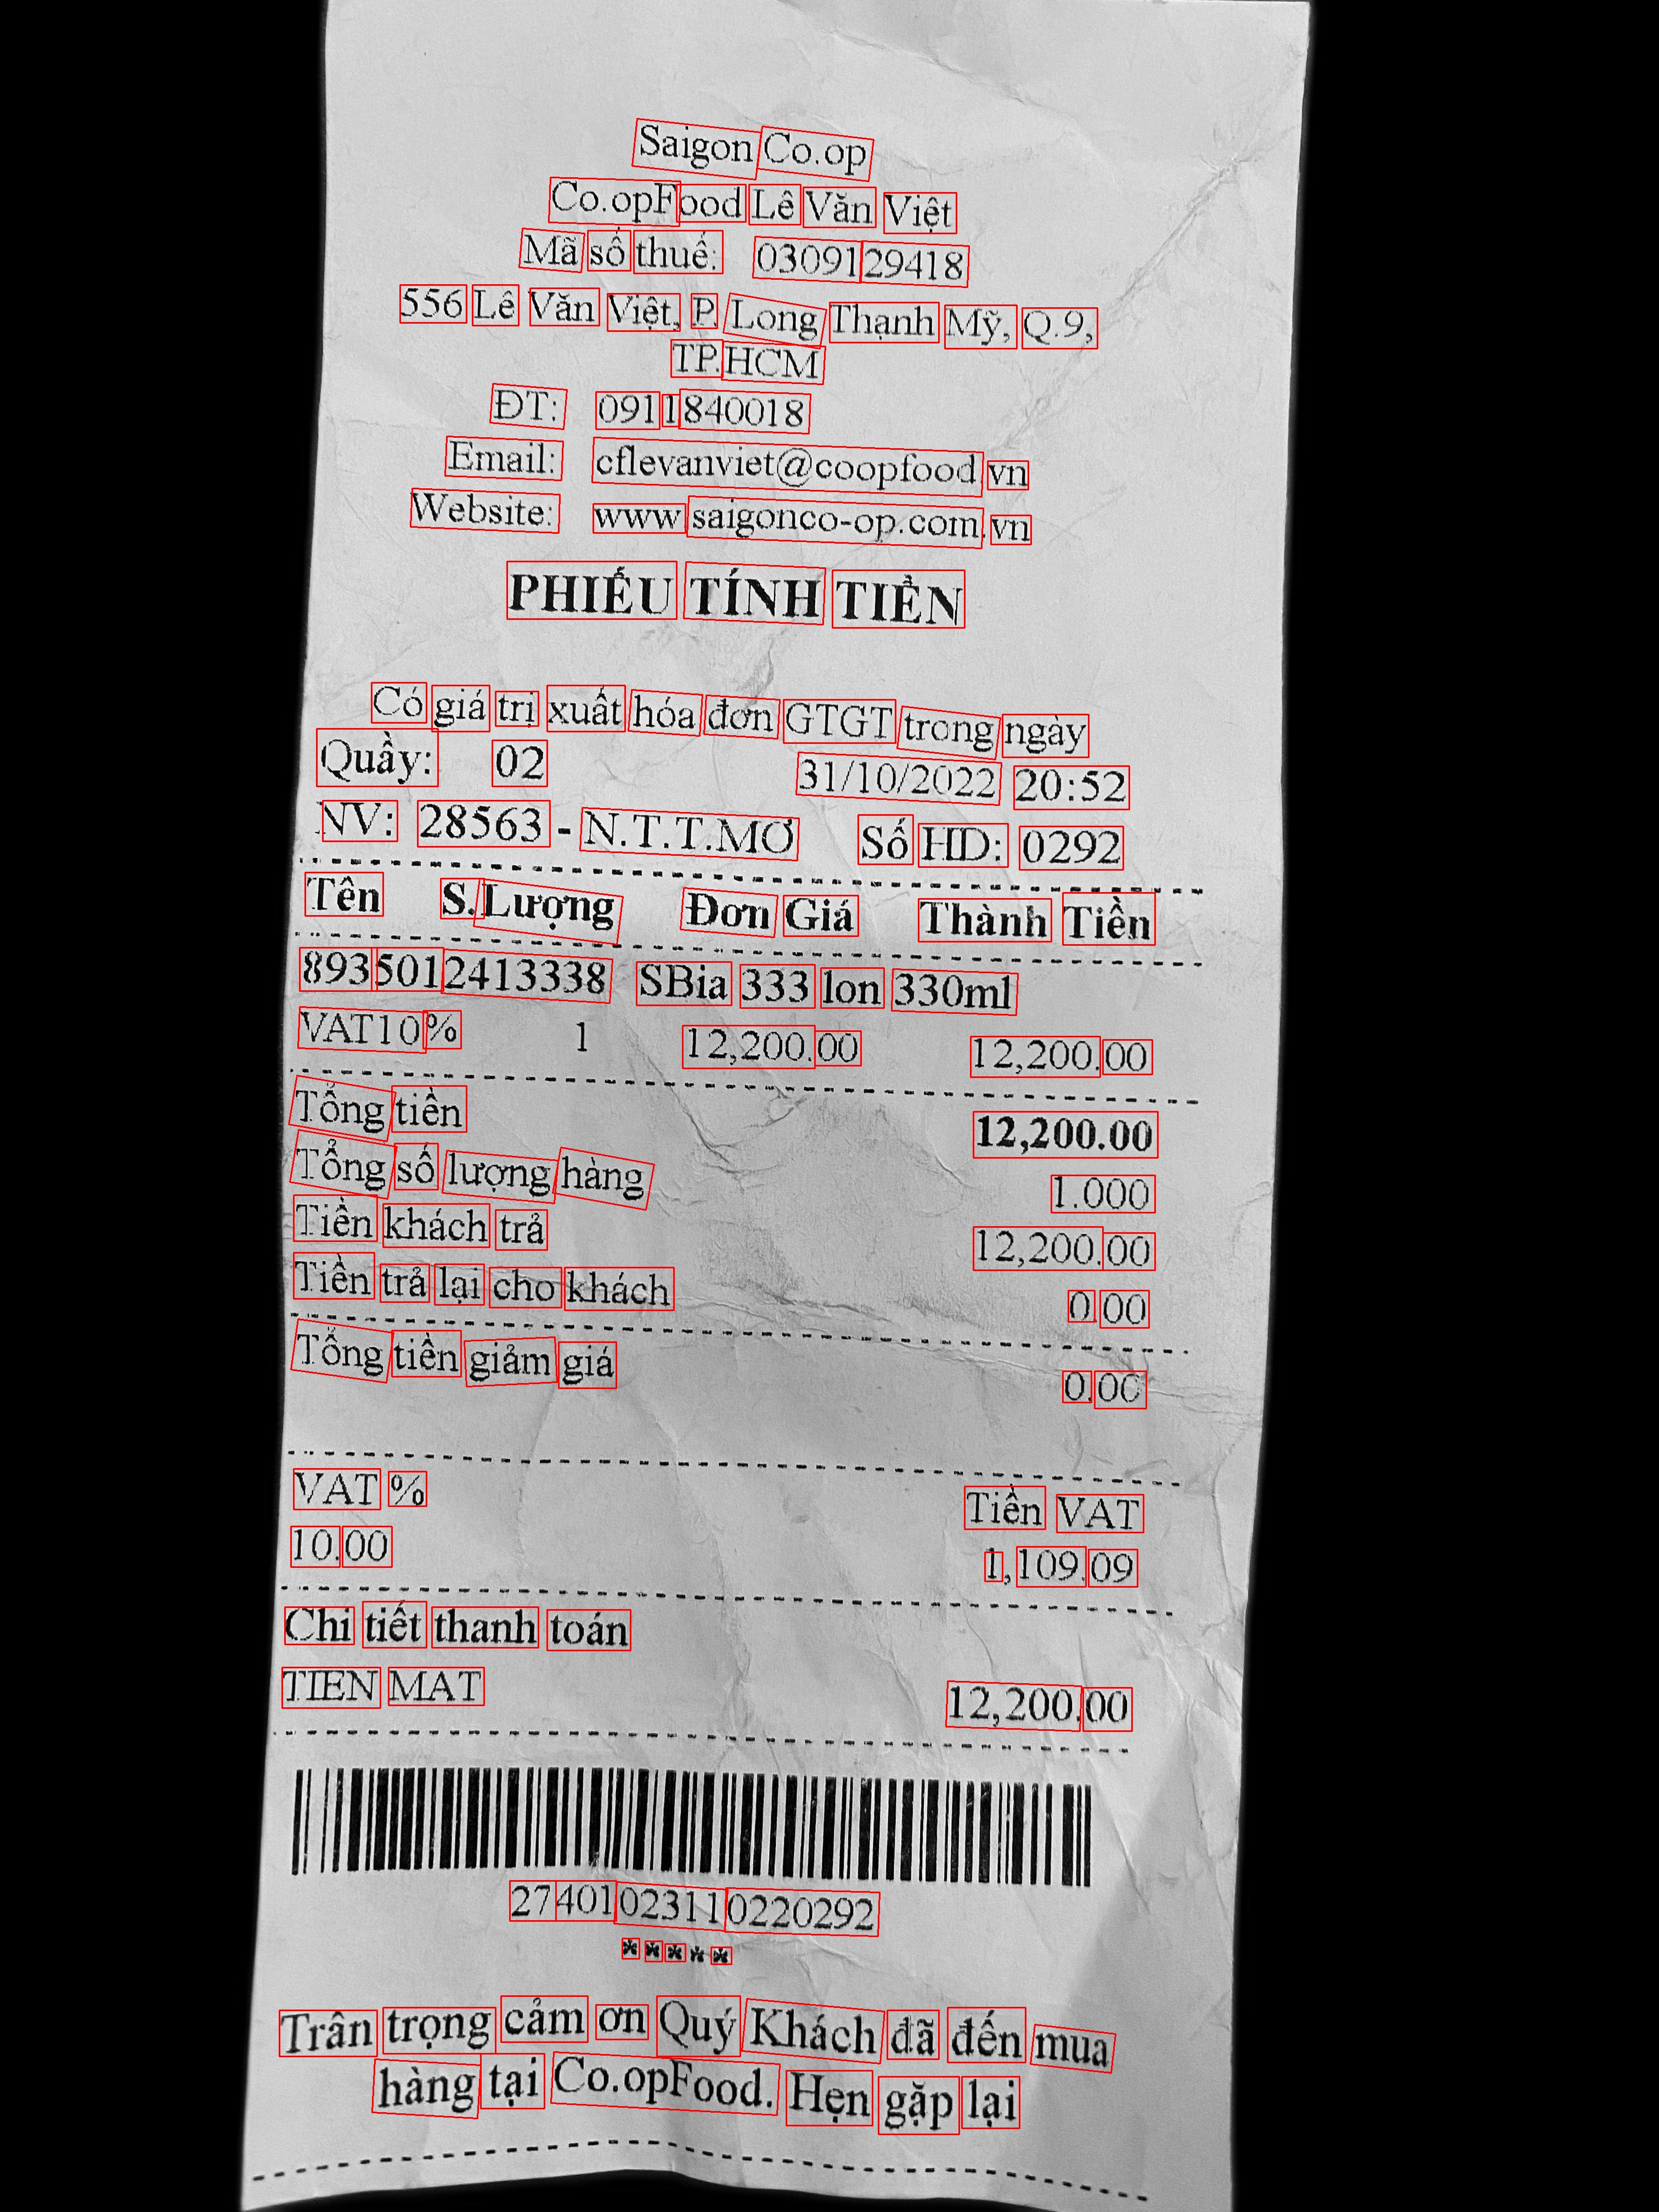 Saigon Co.op
Co.opFood Lê Văn Việt
Mã số thuế: 0309129418
556 Lê Văn Việt, P. Long Thạnh Mỹ, Q.9,
TP.HCM
ĐT: 0911840018
Email: cflevanviet@coopfood.vn
Website: www.saigonco-op.com.vn
PHIẾU TÍNH TIỀN
Có giá trị xuất hóa đơn GTGT trong ngày
Quầy: 02 31/10/2022 20:52
NV: 28563 - N.T.T.MƠ Số HD: 0292
Tên S.Lượng Đơn Giá Thành Tiền
8935012413338 SBia 333 lon 330ml
VAT10% 1 12,200.00 12,200.00
Tổng tiền 12,200.00
Tổng số lượng hàng 1.000
Tiền khách trả 12,200.00
Tiền trả lại cho khách 0.00
Tổng tiền giảm giá 0.00
VAT % Tiền VAT
10.00 1,109.09
Chi tiết thanh toán
TIEN MAT 12,200.00
27401023110220292
*****
Trân trọng cảm ơn Quý Khách đã đến mua
hàng tại Co.opFood. Hẹn gặp lại